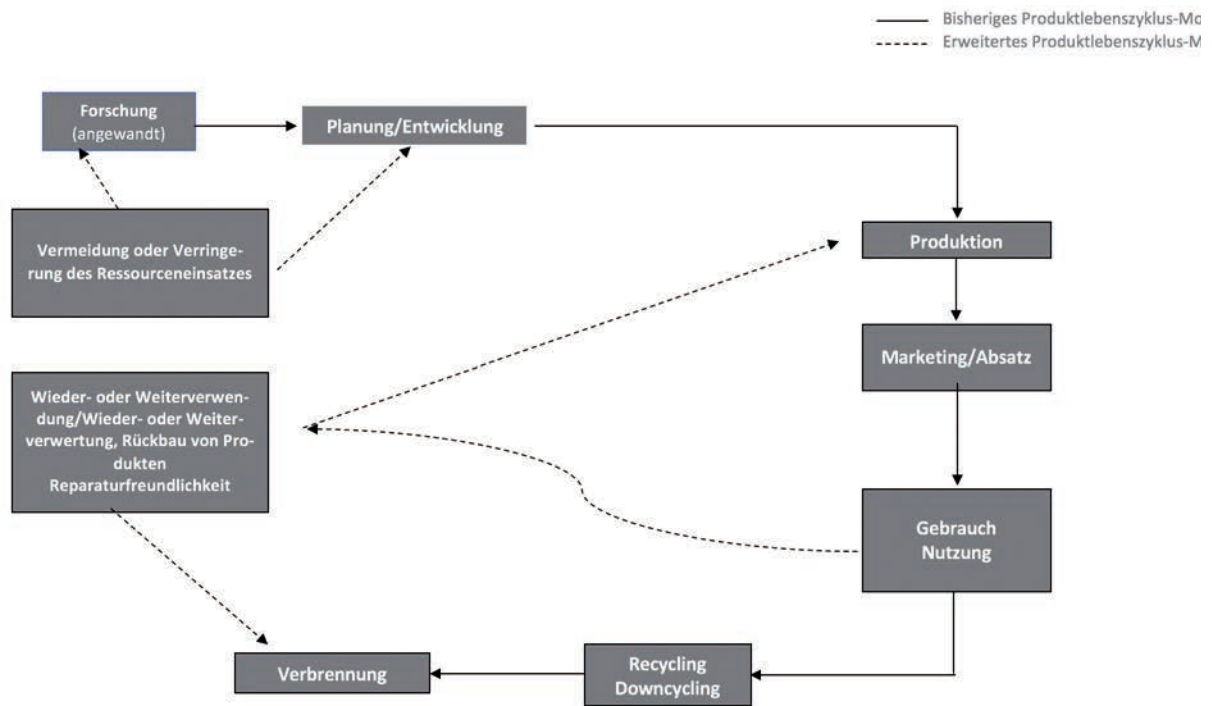 Bisheriges Produktlebenszyklus-Mo
Erweitertes Produktlebenszyklus-M
Forschung
(angewandt)
Planung/Entwicklung
Vermeidung oder Verringe-
rung des Ressourceneinsatzes
Produktion
Marketing/Absatz
Wieder- oder Weiterverwen-
dung/Wieder- oder Weiter-
verwertung, Rückbau von Pro-
dukten
Reparaturfreundlichkeit
Gebrauch
Nutzung
Verbrennung
Recycling
Downcycling